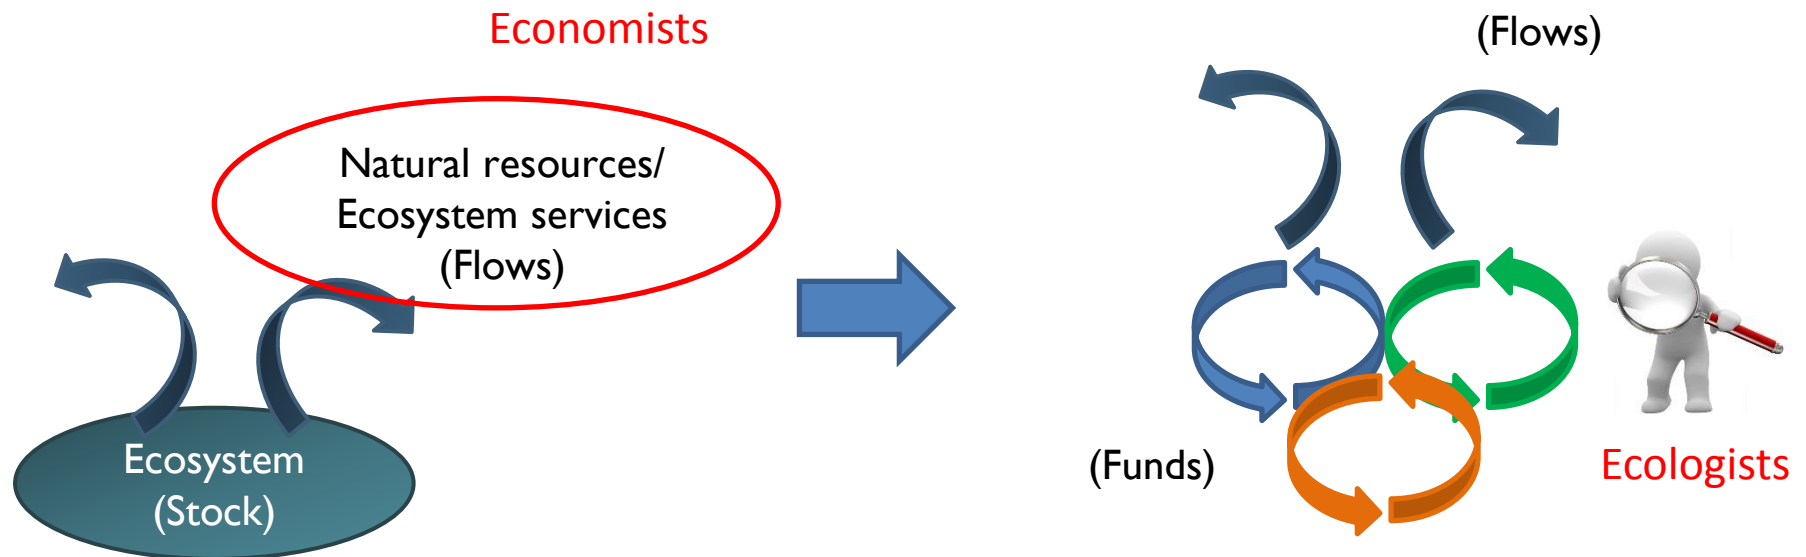 Economists
Natural resources/
Ecosystem services
(Flows)
Ecosystem
(Stock)
(Flows)
(Funds)
Ecologists